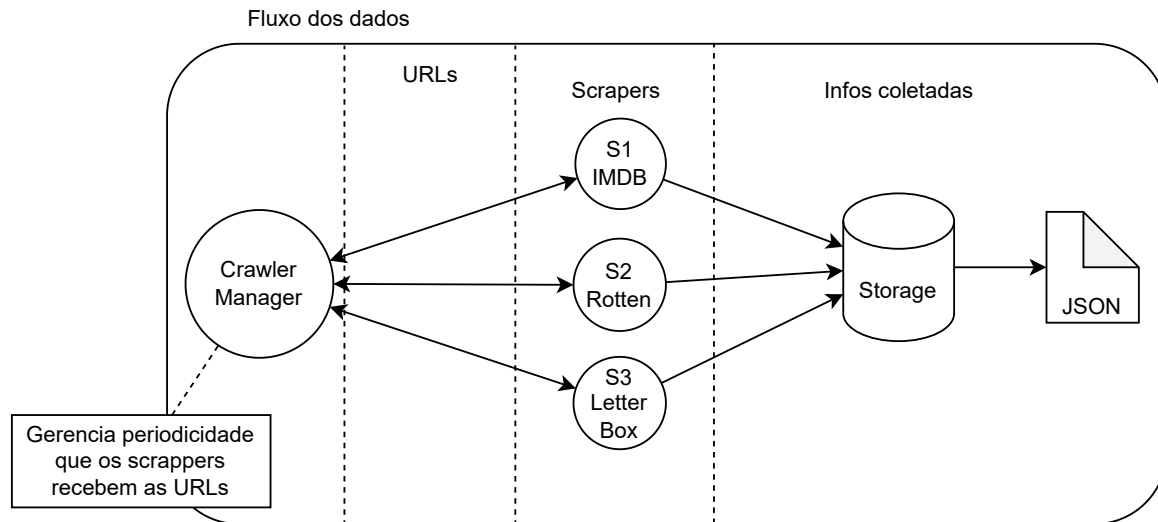 Fluxo dos dados
URLs
Scrapers
Infos coletadas
S1
IMDB
Crawler
Manager
S2
Rotten
Storage
JSON
S3
Letter
Box
Gerencia periodicidade
que os scrappers
recebem as URLs